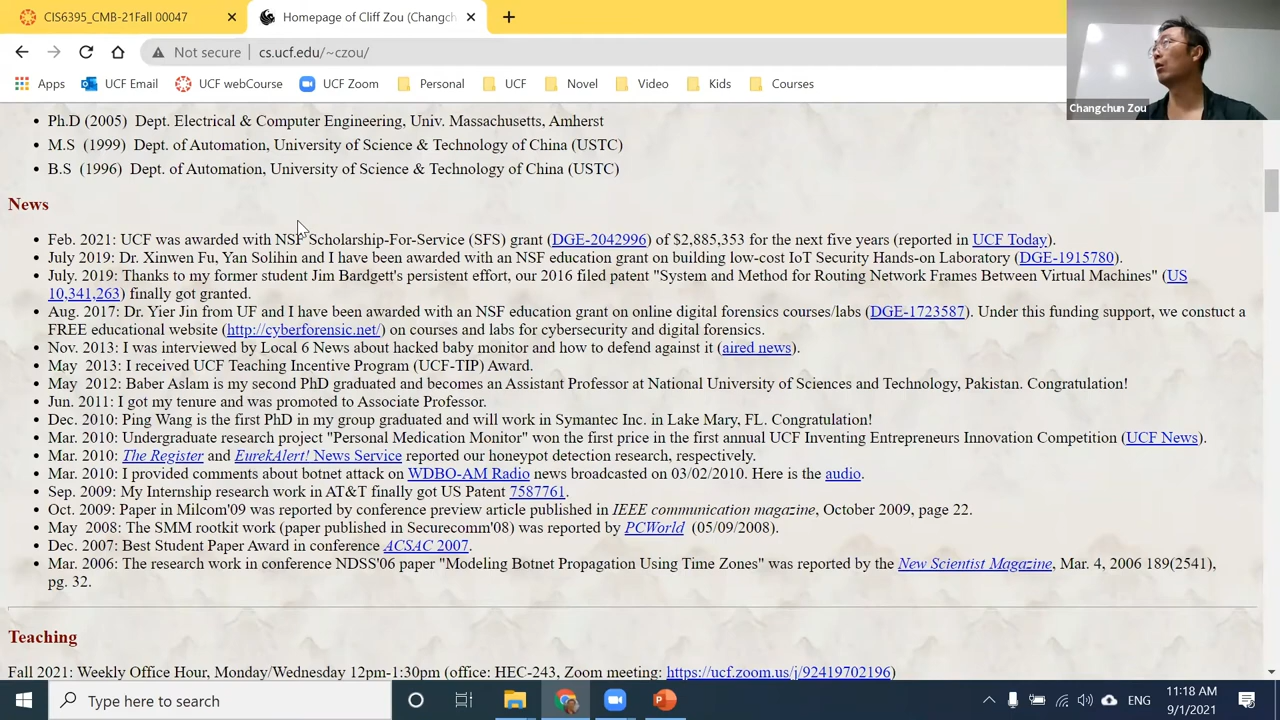 CIS6395_CMB-21Fall 00047
Homepage of Cliff Zou (Changch
Not secure
cs.ucf.edu/~czou/
Apps
UCF Email
UCF webCourse
UCF Zoom
Personal
UCF
Novel
Video
Kids
Courses
Changchun Zou
Ph.D (2005) Dept. Electrical & Computer Engineering, Univ. Massachusetts, Amherst
M.S (1999) Dept. of Automation, University of Science & Technology of China (USTC)
B.S (1996) Dept. of Automation, University of Science & Technology of China (USTC)
News
Feb. 2021: UCF was awarded with NSF Scholarship-For-Service (SFS) grant (DGE-2042996) of $2,885,353 for the next five years (reported in UCF Today).
July 2019: Dr. Xinwen Fu, Yan Solihin and I have been awarded with an NSF education grant on building low-cost IoT Security Hands-on Laboratory (DGE-1915780).
July. 2019: Thanks to my former student Jim Bardgett's persistent effort, our 2016 filed patent "System and Method for Routing Network Frames Between Virtual Machines" (US
10,341,263) finally got granted.
Aug. 2017: Dr. Yier Jin from UF and I have been awarded with an NSF education grant on online digital forensics courses/labs (DGE-1723587). Under this funding support, we constuct a
FREE educational website (http://cyberforensic.net/) on courses and labs for cybersecurity and digital forensics.
Nov. 2013: I was interviewed by Local 6 News about hacked baby monitor and how to defend against it (aired news).
May 2013: I received UCF Teaching Incentive Program (UCF-TIP) Award.
May 2012: Baber Aslam is my second PhD graduated and becomes an Assistant Professor at National University of Sciences and Technology, Pakistan. Congratulation!
Jun. 2011: I got my tenure and was promoted to Associate Professor.
Dec. 2010: Ping Wang is the first PhD in my group graduated and will work in Symantec Inc. in Lake Mary, FL. Congratulation!
Mar. 2010: Undergraduate research project "Personal Medication Monitor" won the first price in the first annual UCF Inventing Entrepreneurs Innovation Competition (UCF News).
Mar. 2010: The Register and EurekAlert! News Service reported our honeypot detection research, respectively.
Mar. 2010: I provided comments about botnet attack on WDBO-AM Radio news broadcasted on 03/02/2010. Here is the audio.
Sep. 2009: My Internship research work in AT&T finally got US Patent 7587761.
Oct. 2009: Paper in Milcom'09 was reported by conference preview article published in IEEE communication magazine, October 2009, page 22.
May 2008: The SMM rootkit work (paper published in Securecomm'08) was reported by PCWorld (05/09/2008).
Dec. 2007: Best Student Paper Award in conference ACSAC 2007.
Mar. 2006: The research work in conference NDSS'06 paper "Modeling Botnet Propagation Using Time Zones" was reported by the New Scientist Magazine, Mar. 4, 2006 189(2541),
pg. 32.
Teaching
Fall 2021: Weekly Office Hour, Monday/Wednesday 12pm-1:30pm (office: HEC-243, Zoom meeting: https://ucf.zoom.us/j/92419702196)
Type here to search
ENG
11:18 AM
9/1/2021